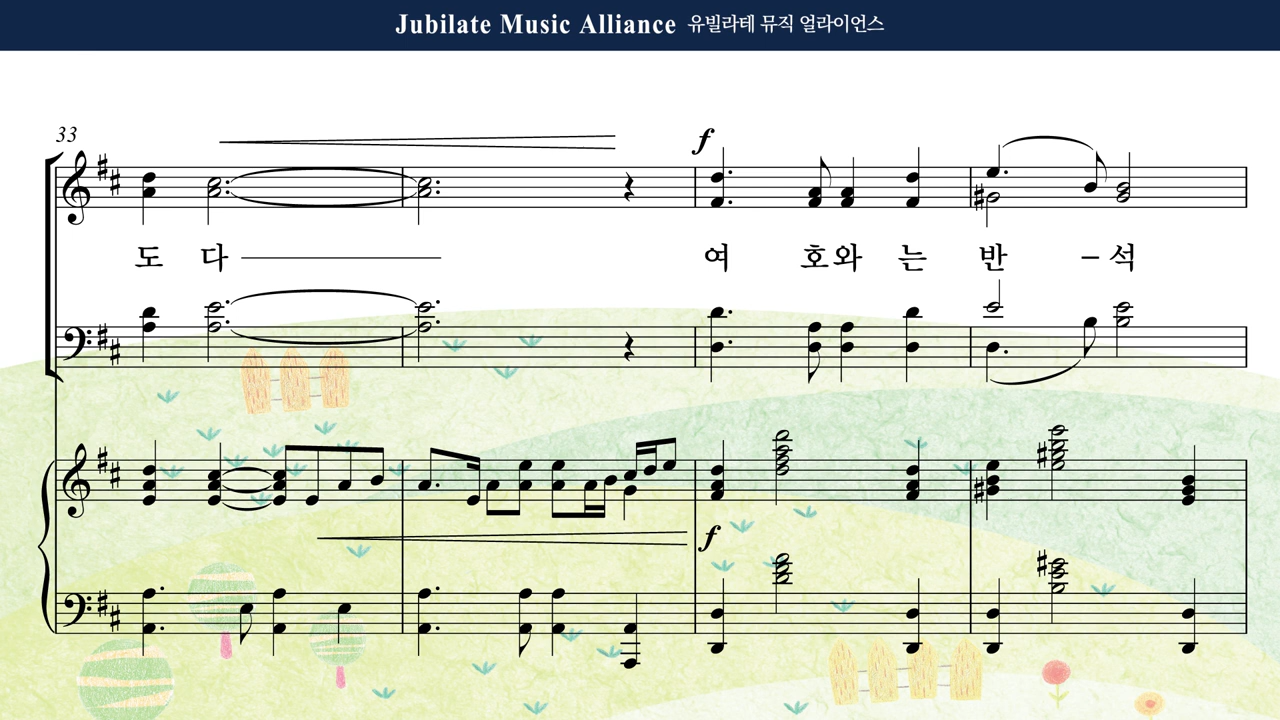 Jubilate Music Alliance 유빌라테 뮤직 얼라이언스
33
f
도 다 여 호 와 는 반 – 석
f